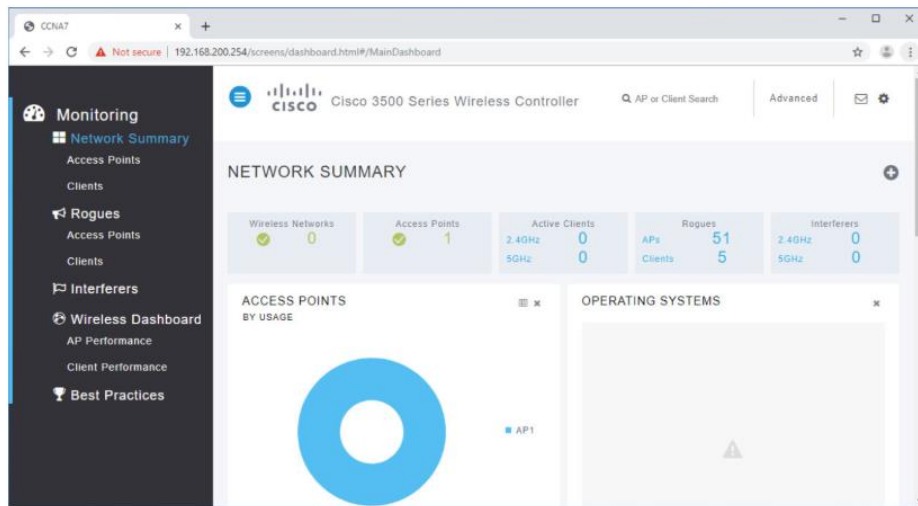 CCNA7
Not secure | 192.168.200.254/screens/dashboard.html#/MainDashboard
CISCO Cisco 3500 Series Wireless Controller
AP or Client Search
Advanced
Monitoring
Network Summary
Access Points
Clients
Rogues
Access Points
Clients
Interferers
Wireless Dashboard
AP Performance
Client Performance
Best Practices
NETWORK SUMMARY
Wireless Networks
0
Access Points
1
Active Clients
2.4GHz 0
5GHz 0
Rogues
APs 51
Clients 5
Interferers
2.4GHz 0
5GHz 0
ACCESS POINTS
BY USAGE
AP1
OPERATING SYSTEMS